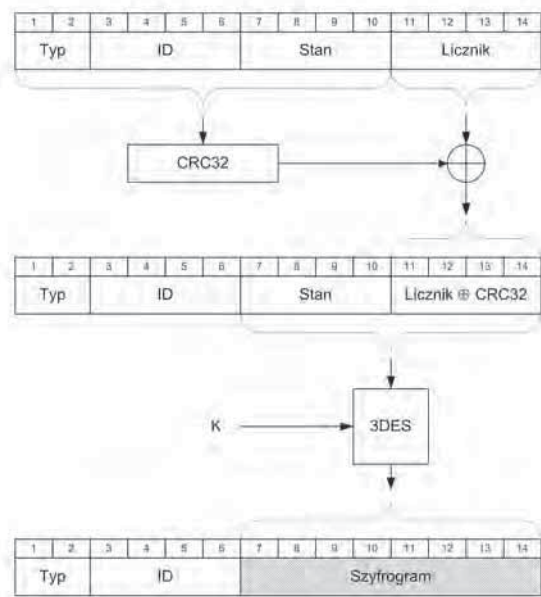 1 2 3 4 5 6 7 8 9 10 11 12 13 14
Typ ID Stan Licznik
CRC32
1 2 3 4 5 6 7 8 9 10 11 12 13 14
Typ ID Stan Licznik ⊕ CRC32
K 3DES
1 2 3 4 5 6 7 8 9 10 11 12 13 14
Typ ID Szyfrogram